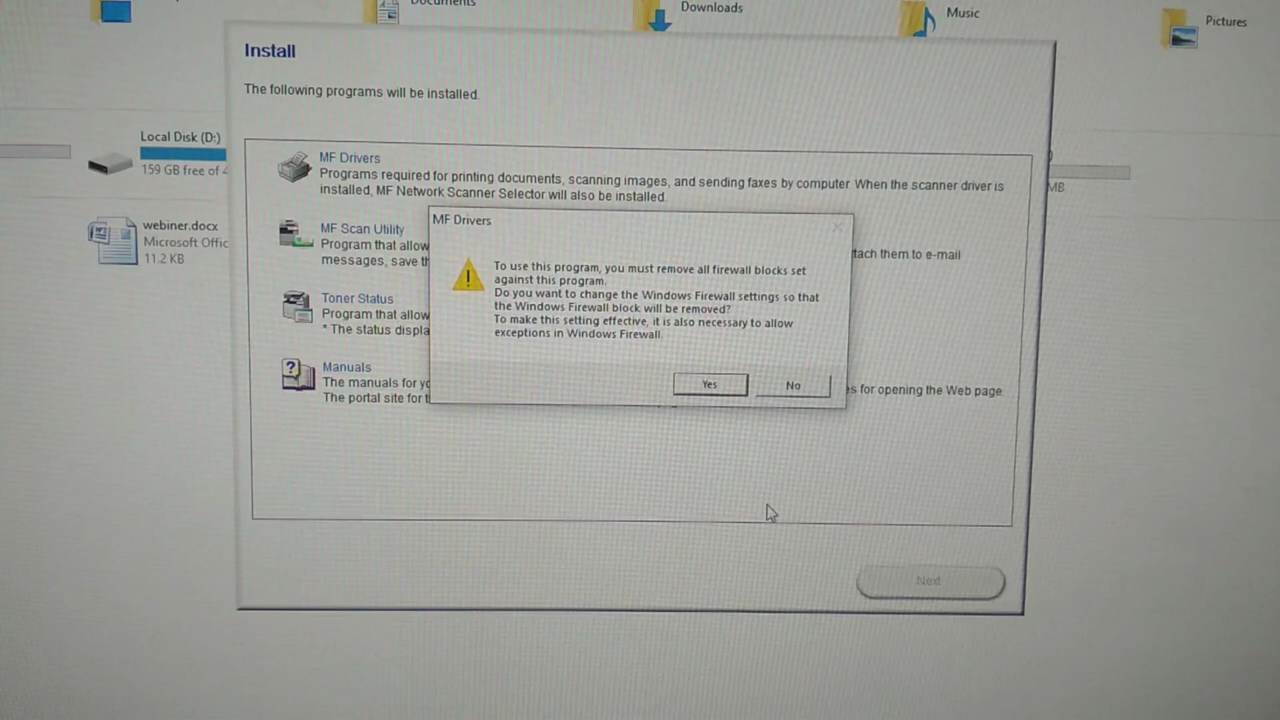 Documents
Downloads
Music
Pictures
Install
The following programs will be installed.
Local Disk (D:)
159 GB free of
MB
webiner.docx
Microsoft Offic
11.2 KB
MF Drivers
Programs required for printing documents, scanning images, and sending faxes by computer. When the scanner driver is
installed, MF Network Scanner Selector will also be installed.
MF Scan Utility
Program that allow
ttach them to e-mail
messages, save th
Toner Status
Program that allow
* The status displa
Manuals
The manuals for yo
es for opening the Web page.
The portal site for t
MF Drivers
To use this program, you must remove all firewall blocks set
against this program.
Do you want to change the Windows Firewall settings so that
the Windows Firewall block will be removed?
To make this setting effective, it is also necessary to allow
exceptions in Windows Firewall.
Yes
No
Next